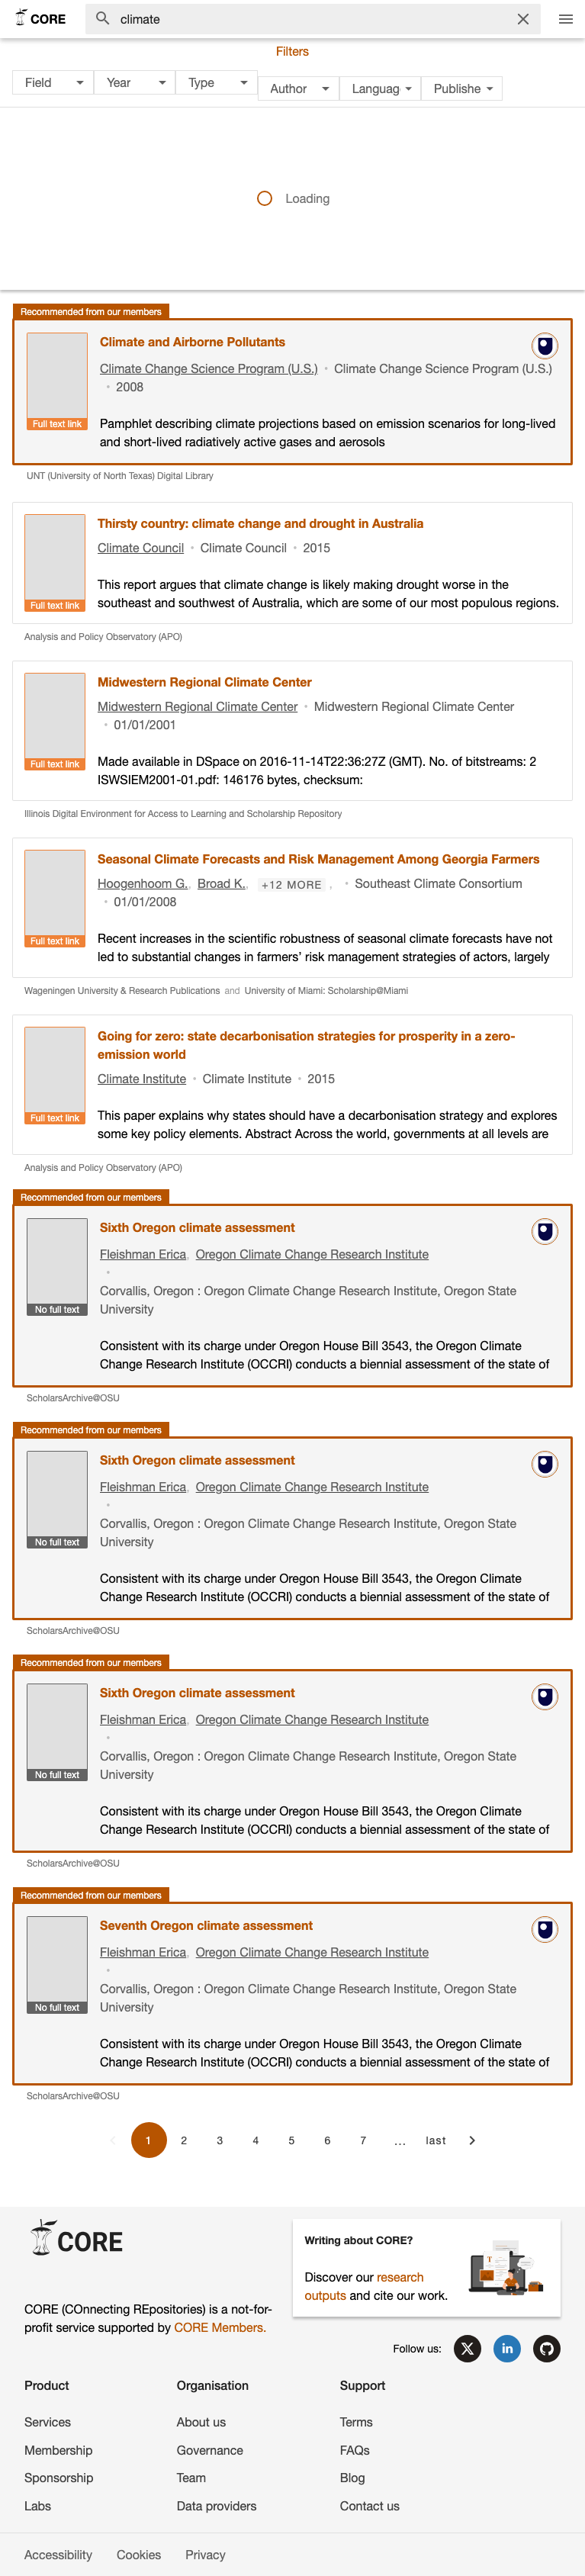 CORE
climate
Filters
Field
Year
Type
Author
Languag
Publishe
Loading
Recommended from our members
Climate and Airborne Pollutants
Climate Change Science Program (U.S.) • Climate Change Science Program (U.S.)
• 2008
Pamphlet describing climate projections based on emission scenarios for long-lived
and short-lived radiatively active gases and aerosols
Full text link
UNT (University of North Texas) Digital Library
Thirsty country: climate change and drought in Australia
Climate Council • Climate Council • 2015
This report argues that climate change is likely making drought worse in the
southeast and southwest of Australia, which are some of our most populous regions.
Full text link
Analysis and Policy Observatory (APO)
Midwestern Regional Climate Center
Midwestern Regional Climate Center • Midwestern Regional Climate Center
• 01/01/2001
Made available in DSpace on 2016-11-14T22:36:27Z (GMT). No. of bitstreams: 2
ISWSIEM2001-01.pdf: 146176 bytes, checksum:
Full text link
Illinois Digital Environment for Access to Learning and Scholarship Repository
Seasonal Climate Forecasts and Risk Management Among Georgia Farmers
Hoogenhoom G., Broad K., +12 MORE , • Southeast Climate Consortium
• 01/01/2008
Recent increases in the scientific robustness of seasonal climate forecasts have not
led to substantial changes in farmers’ risk management strategies of actors, largely
Full text link
Wageningen University & Research Publications and University of Miami: Scholarship@Miami
Going for zero: state decarbonisation strategies for prosperity in a zero-
emission world
Climate Institute • Climate Institute • 2015
This paper explains why states should have a decarbonisation strategy and explores
some key policy elements. Abstract Across the world, governments at all levels are
Full text link
Analysis and Policy Observatory (APO)
Recommended from our members
Sixth Oregon climate assessment
Fleishman Erica, Oregon Climate Change Research Institute
•
Corvallis, Oregon : Oregon Climate Change Research Institute, Oregon State
University
Consistent with its charge under Oregon House Bill 3543, the Oregon Climate
Change Research Institute (OCCRI) conducts a biennial assessment of the state of
No full text
ScholarsArchive@OSU
Recommended from our members
Sixth Oregon climate assessment
Fleishman Erica, Oregon Climate Change Research Institute
•
Corvallis, Oregon : Oregon Climate Change Research Institute, Oregon State
University
Consistent with its charge under Oregon House Bill 3543, the Oregon Climate
Change Research Institute (OCCRI) conducts a biennial assessment of the state of
No full text
ScholarsArchive@OSU
Recommended from our members
Sixth Oregon climate assessment
Fleishman Erica, Oregon Climate Change Research Institute
•
Corvallis, Oregon : Oregon Climate Change Research Institute, Oregon State
University
Consistent with its charge under Oregon House Bill 3543, the Oregon Climate
Change Research Institute (OCCRI) conducts a biennial assessment of the state of
No full text
ScholarsArchive@OSU
Recommended from our members
Seventh Oregon climate assessment
Fleishman Erica, Oregon Climate Change Research Institute
•
Corvallis, Oregon : Oregon Climate Change Research Institute, Oregon State
University
Consistent with its charge under Oregon House Bill 3543, the Oregon Climate
Change Research Institute (OCCRI) conducts a biennial assessment of the state of
No full text
ScholarsArchive@OSU
1 2 3 4 5 6 7 ... last
CORE
CORE (COnnecting REpositories) is a not-for-
profit service supported by CORE Members.
Writing about CORE?
Discover our research
outputs and cite our work.
Follow us:
Product
Services
Membership
Sponsorship
Labs
Organisation
About us
Governance
Team
Data providers
Support
Terms
FAQs
Blog
Contact us
Accessibility Cookies Privacy